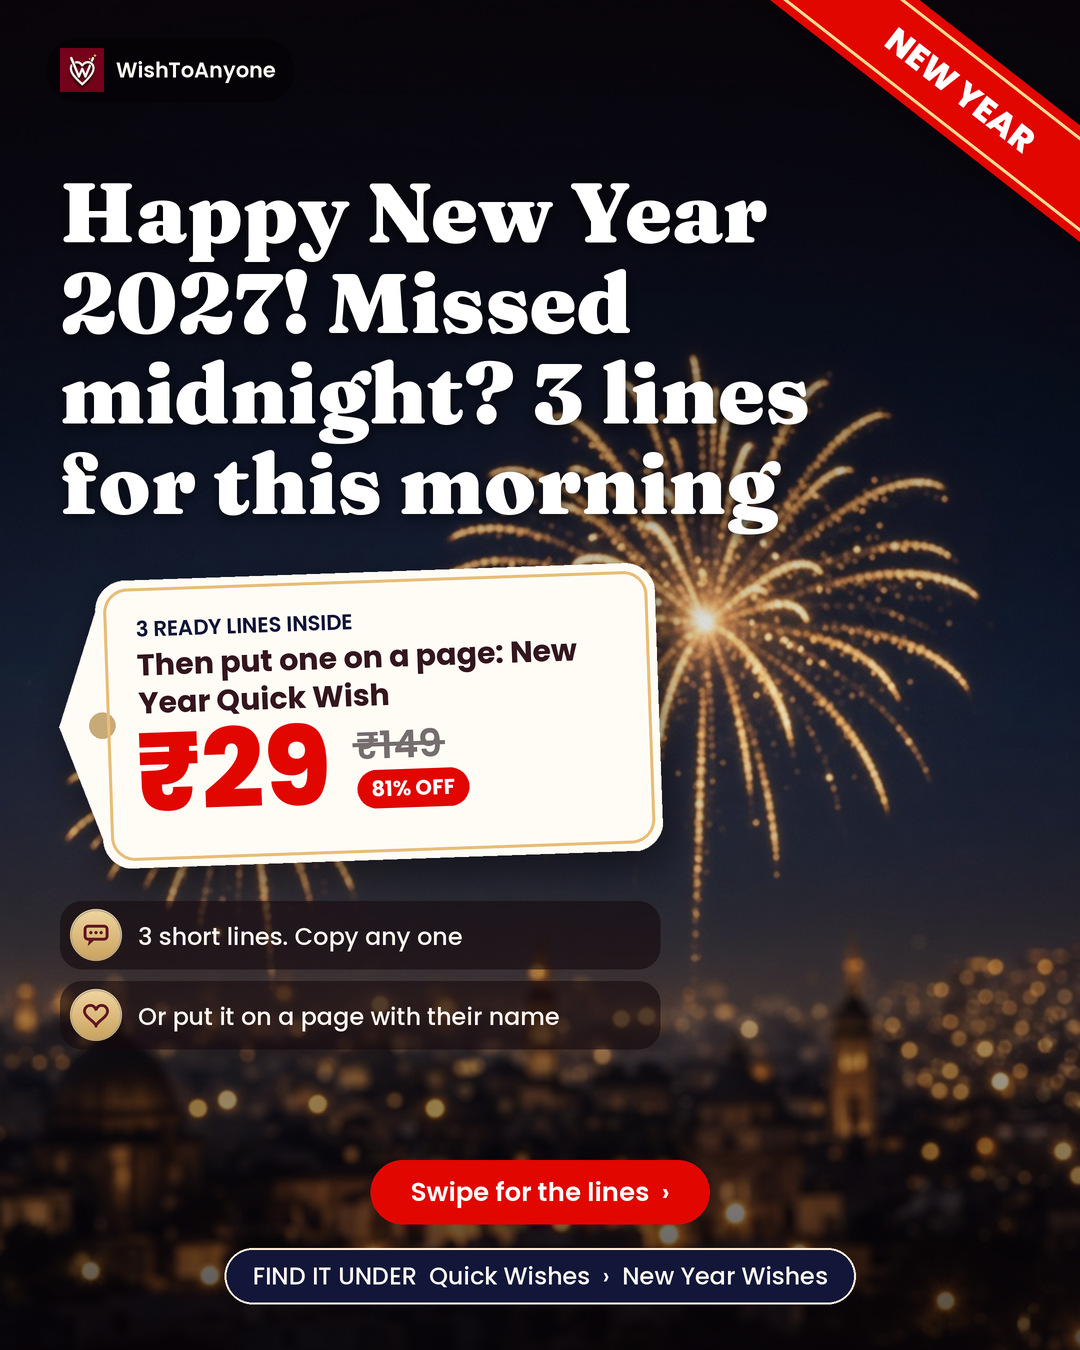 WishToAnyone
NEW YEAR
Happy New Year
2027! Missed
midnight? 3 lines
for this morning
3 READY LINES INSIDE
Then put one on a page: New
Year Quick Wish
₹29
₹149
81% OFF
3 short lines. Copy any one
Or put it on a page with their name
Swipe for the lines ›
FIND IT UNDER Quick Wishes › New Year Wishes